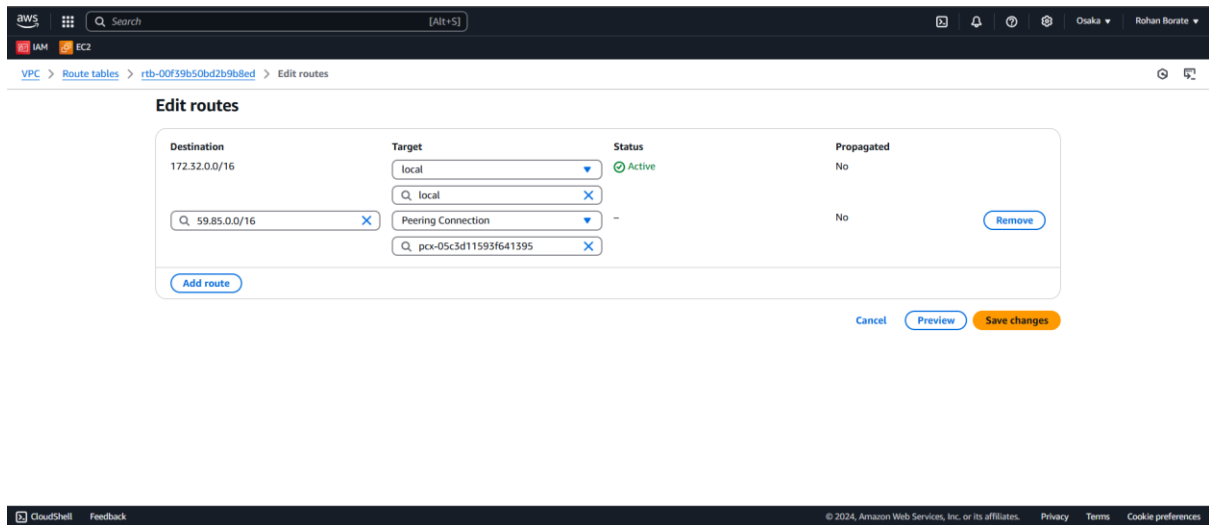 aws Search [Alt+S] Osaka Rohan Borate
IAM EC2
VPC > Route tables > rtb-00f39b50bd2b9b8ed > Edit routes
Edit routes
Destination Target Status Propagated
172.32.0.0/16 local Active No
local
59.85.0.0/16 Peering Connection – No Remove
pcx-05c3d11593f641395
Add route
Cancel Preview Save changes
CloudShell Feedback © 2024, Amazon Web Services, Inc. or its affiliates. Privacy Terms Cookie preferences